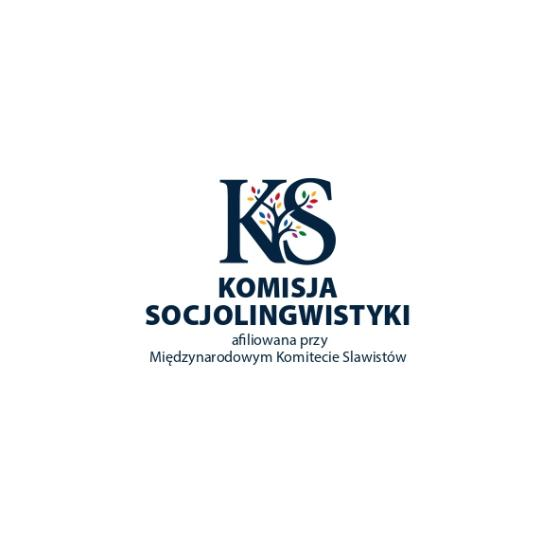 KS
KOMISJA
SOCJOLINGWISTYKI
afiliowana przy
Międzynarodowym Komitecie Slawistów